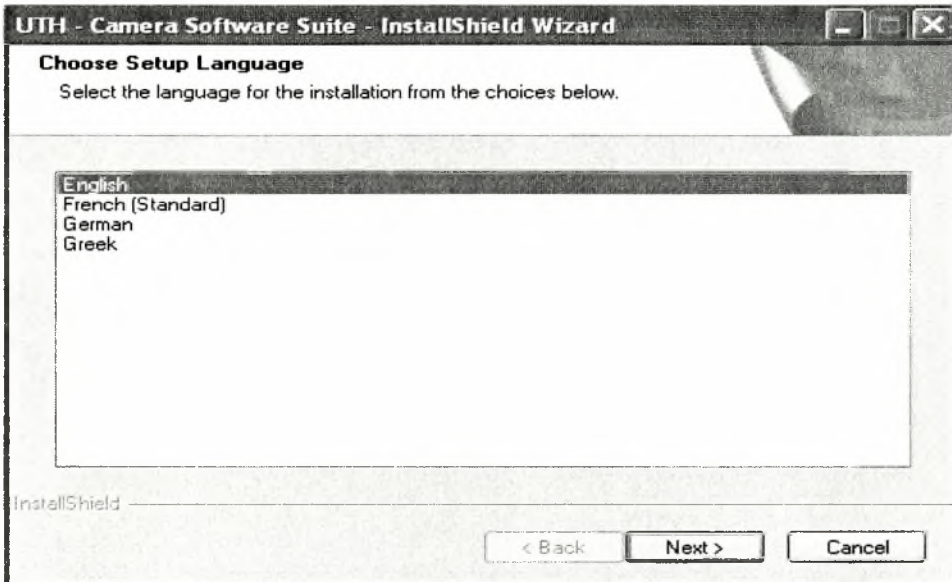 UTH - Camera Software Suite - InstallShield Wizard
Choose Setup Language
Select the language for the installation from the choices below.
English
French (Standard)
German
Greek
InstallShield
< Back
Next >
Cancel